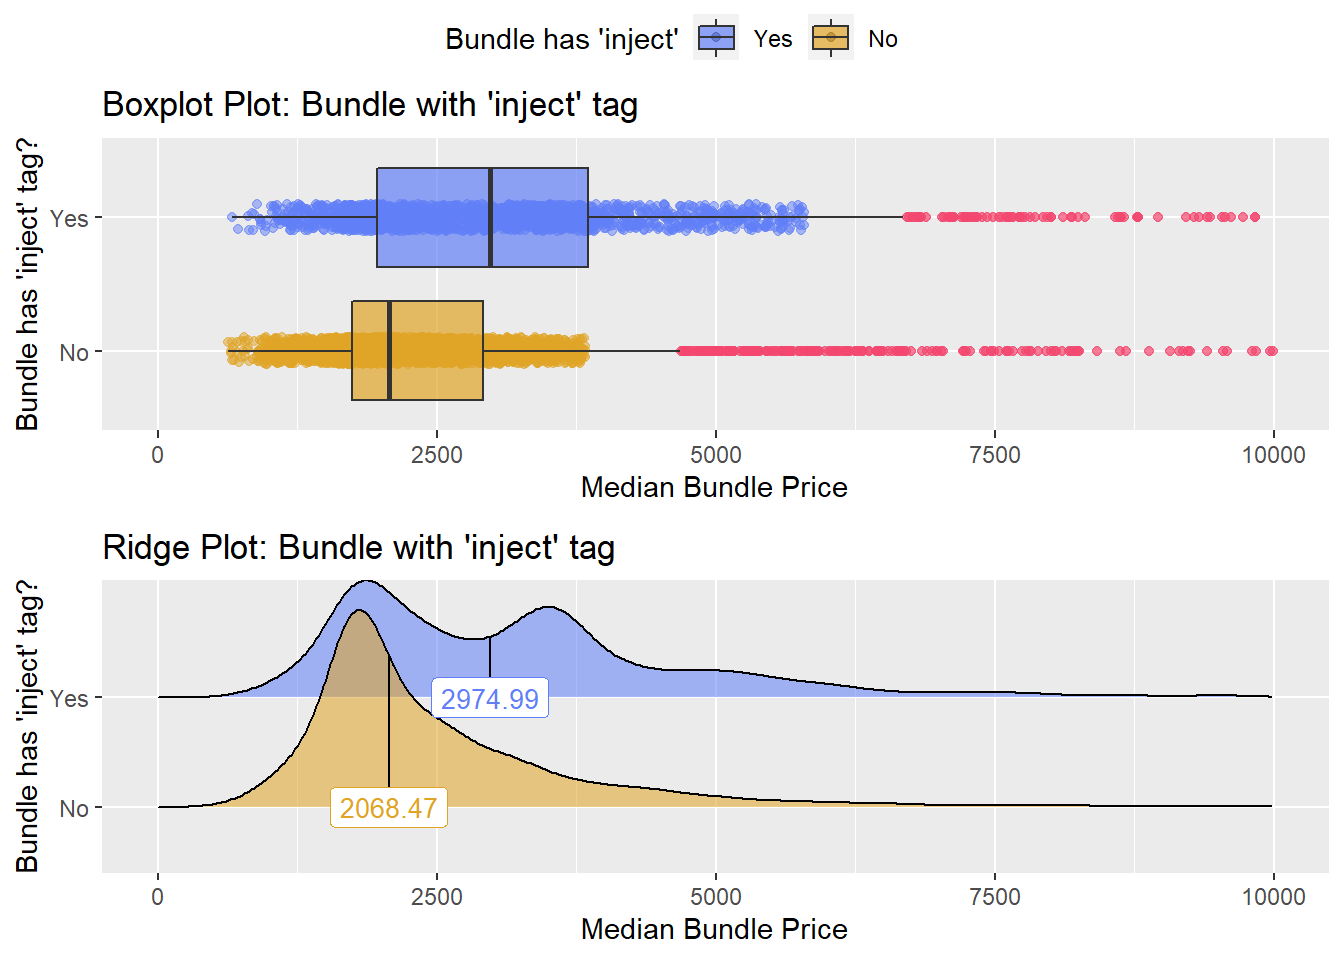 Bundle has 'inject' Yes No
Boxplot Plot: Bundle with 'inject' tag
Bundle has 'inject' tag?
Yes
No
0 2500 5000 7500 10000
Median Bundle Price
Ridge Plot: Bundle with 'inject' tag
Bundle has 'inject' tag?
Yes
2974.99
No
2068.47
0 2500 5000 7500 10000
Median Bundle Price